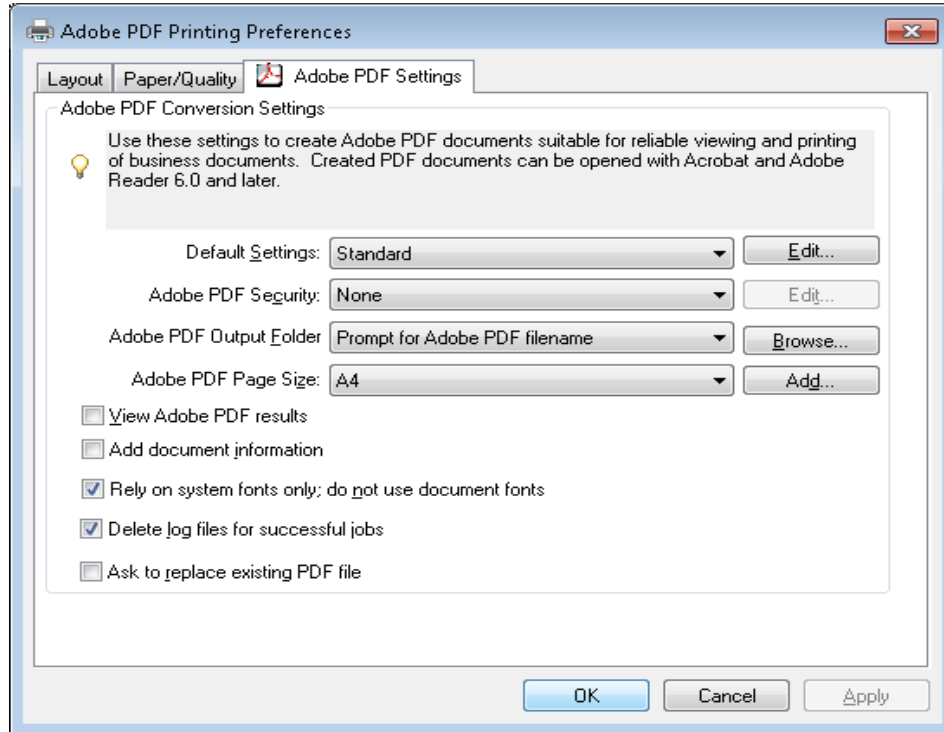 Adobe PDF Printing Preferences
Layout Paper/Quality Adobe PDF Settings
Adobe PDF Conversion Settings
Use these settings to create Adobe PDF documents suitable for reliable viewing and printing
of business documents. Created PDF documents can be opened with Acrobat and Adobe
Reader 6.0 and later.
Default Settings: Standard Edit...
Adobe PDF Security: None Edit...
Adobe PDF Output Folder Prompt for Adobe PDF filename Browse...
Adobe PDF Page Size: A4 Add...
View Adobe PDF results
Add document information
Rely on system fonts only; do not use document fonts
Delete log files for successful jobs
Ask to replace existing PDF file
OK Cancel Apply